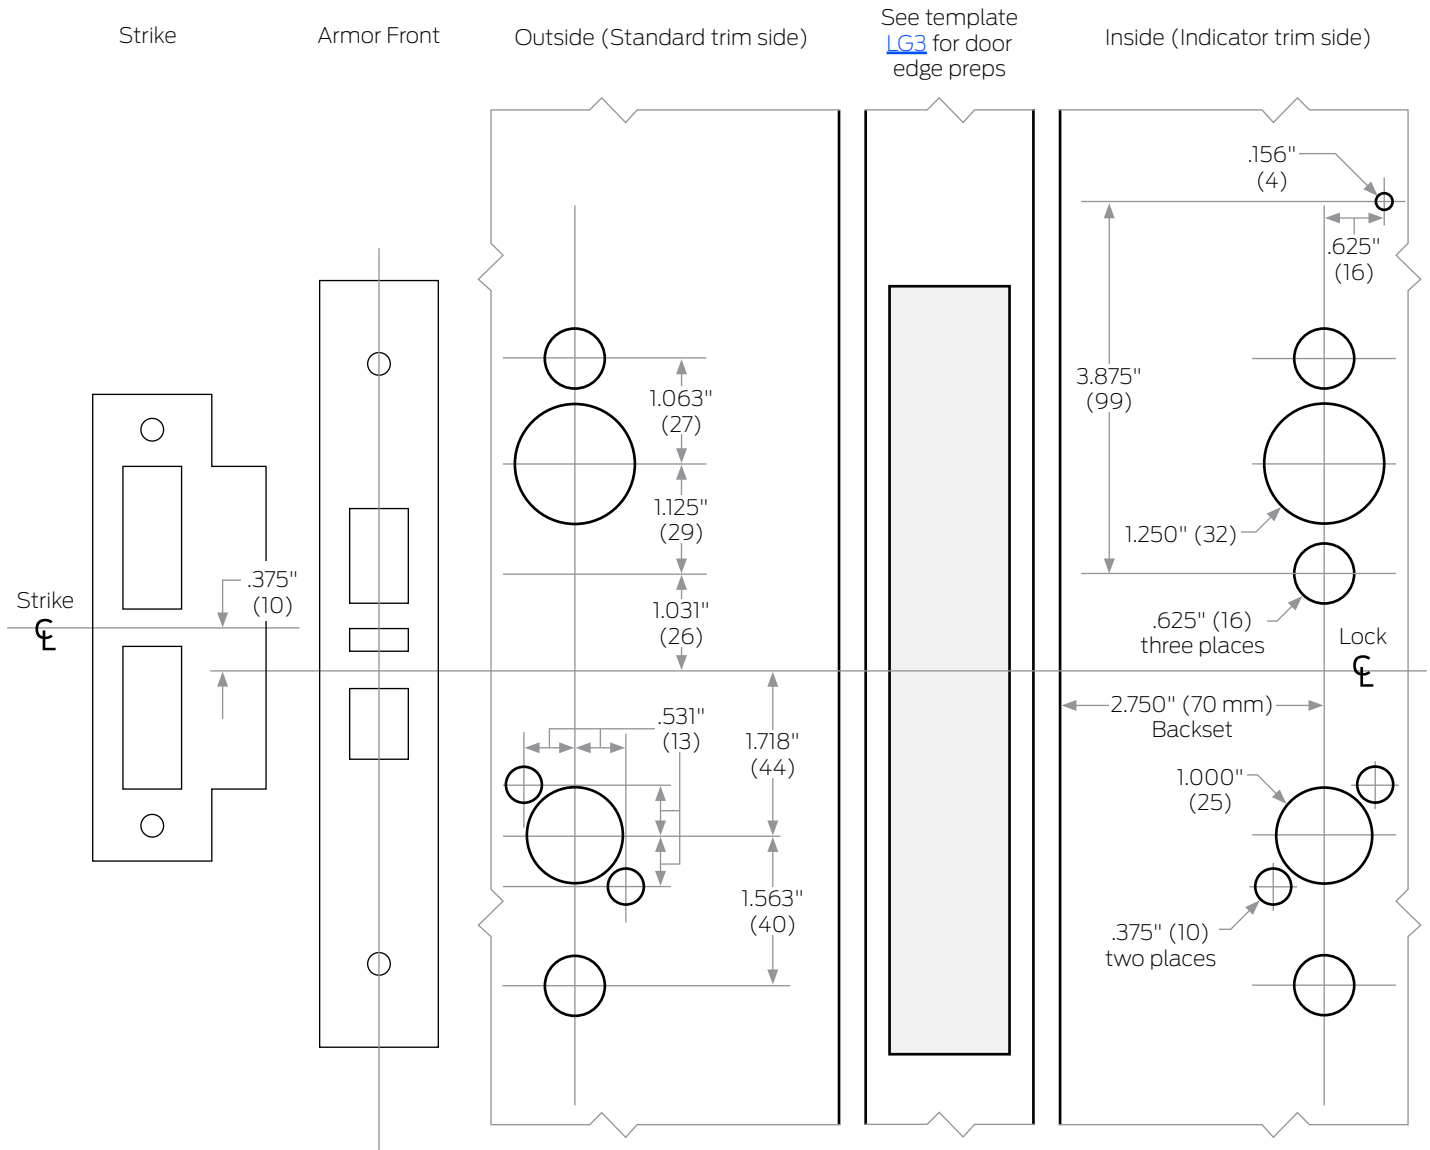 Strike
Armor Front
Outside (Standard trim side)
See template
LG3 for door
edge preps
Inside (Indicator trim side)
.156"
(4)
.625"
(16)
3.875"
(99)
1.063"
(27)
1.125"
(29)
1.250" (32)
.375"
(10)
Strike
℄
1.031"
(26)
.625" (16)
three places
Lock
℄
2.750" (70 mm)
Backset
.531"
(13)
1.718"
(44)
1.000"
(25)
1.563"
(40)
.375" (10)
two places